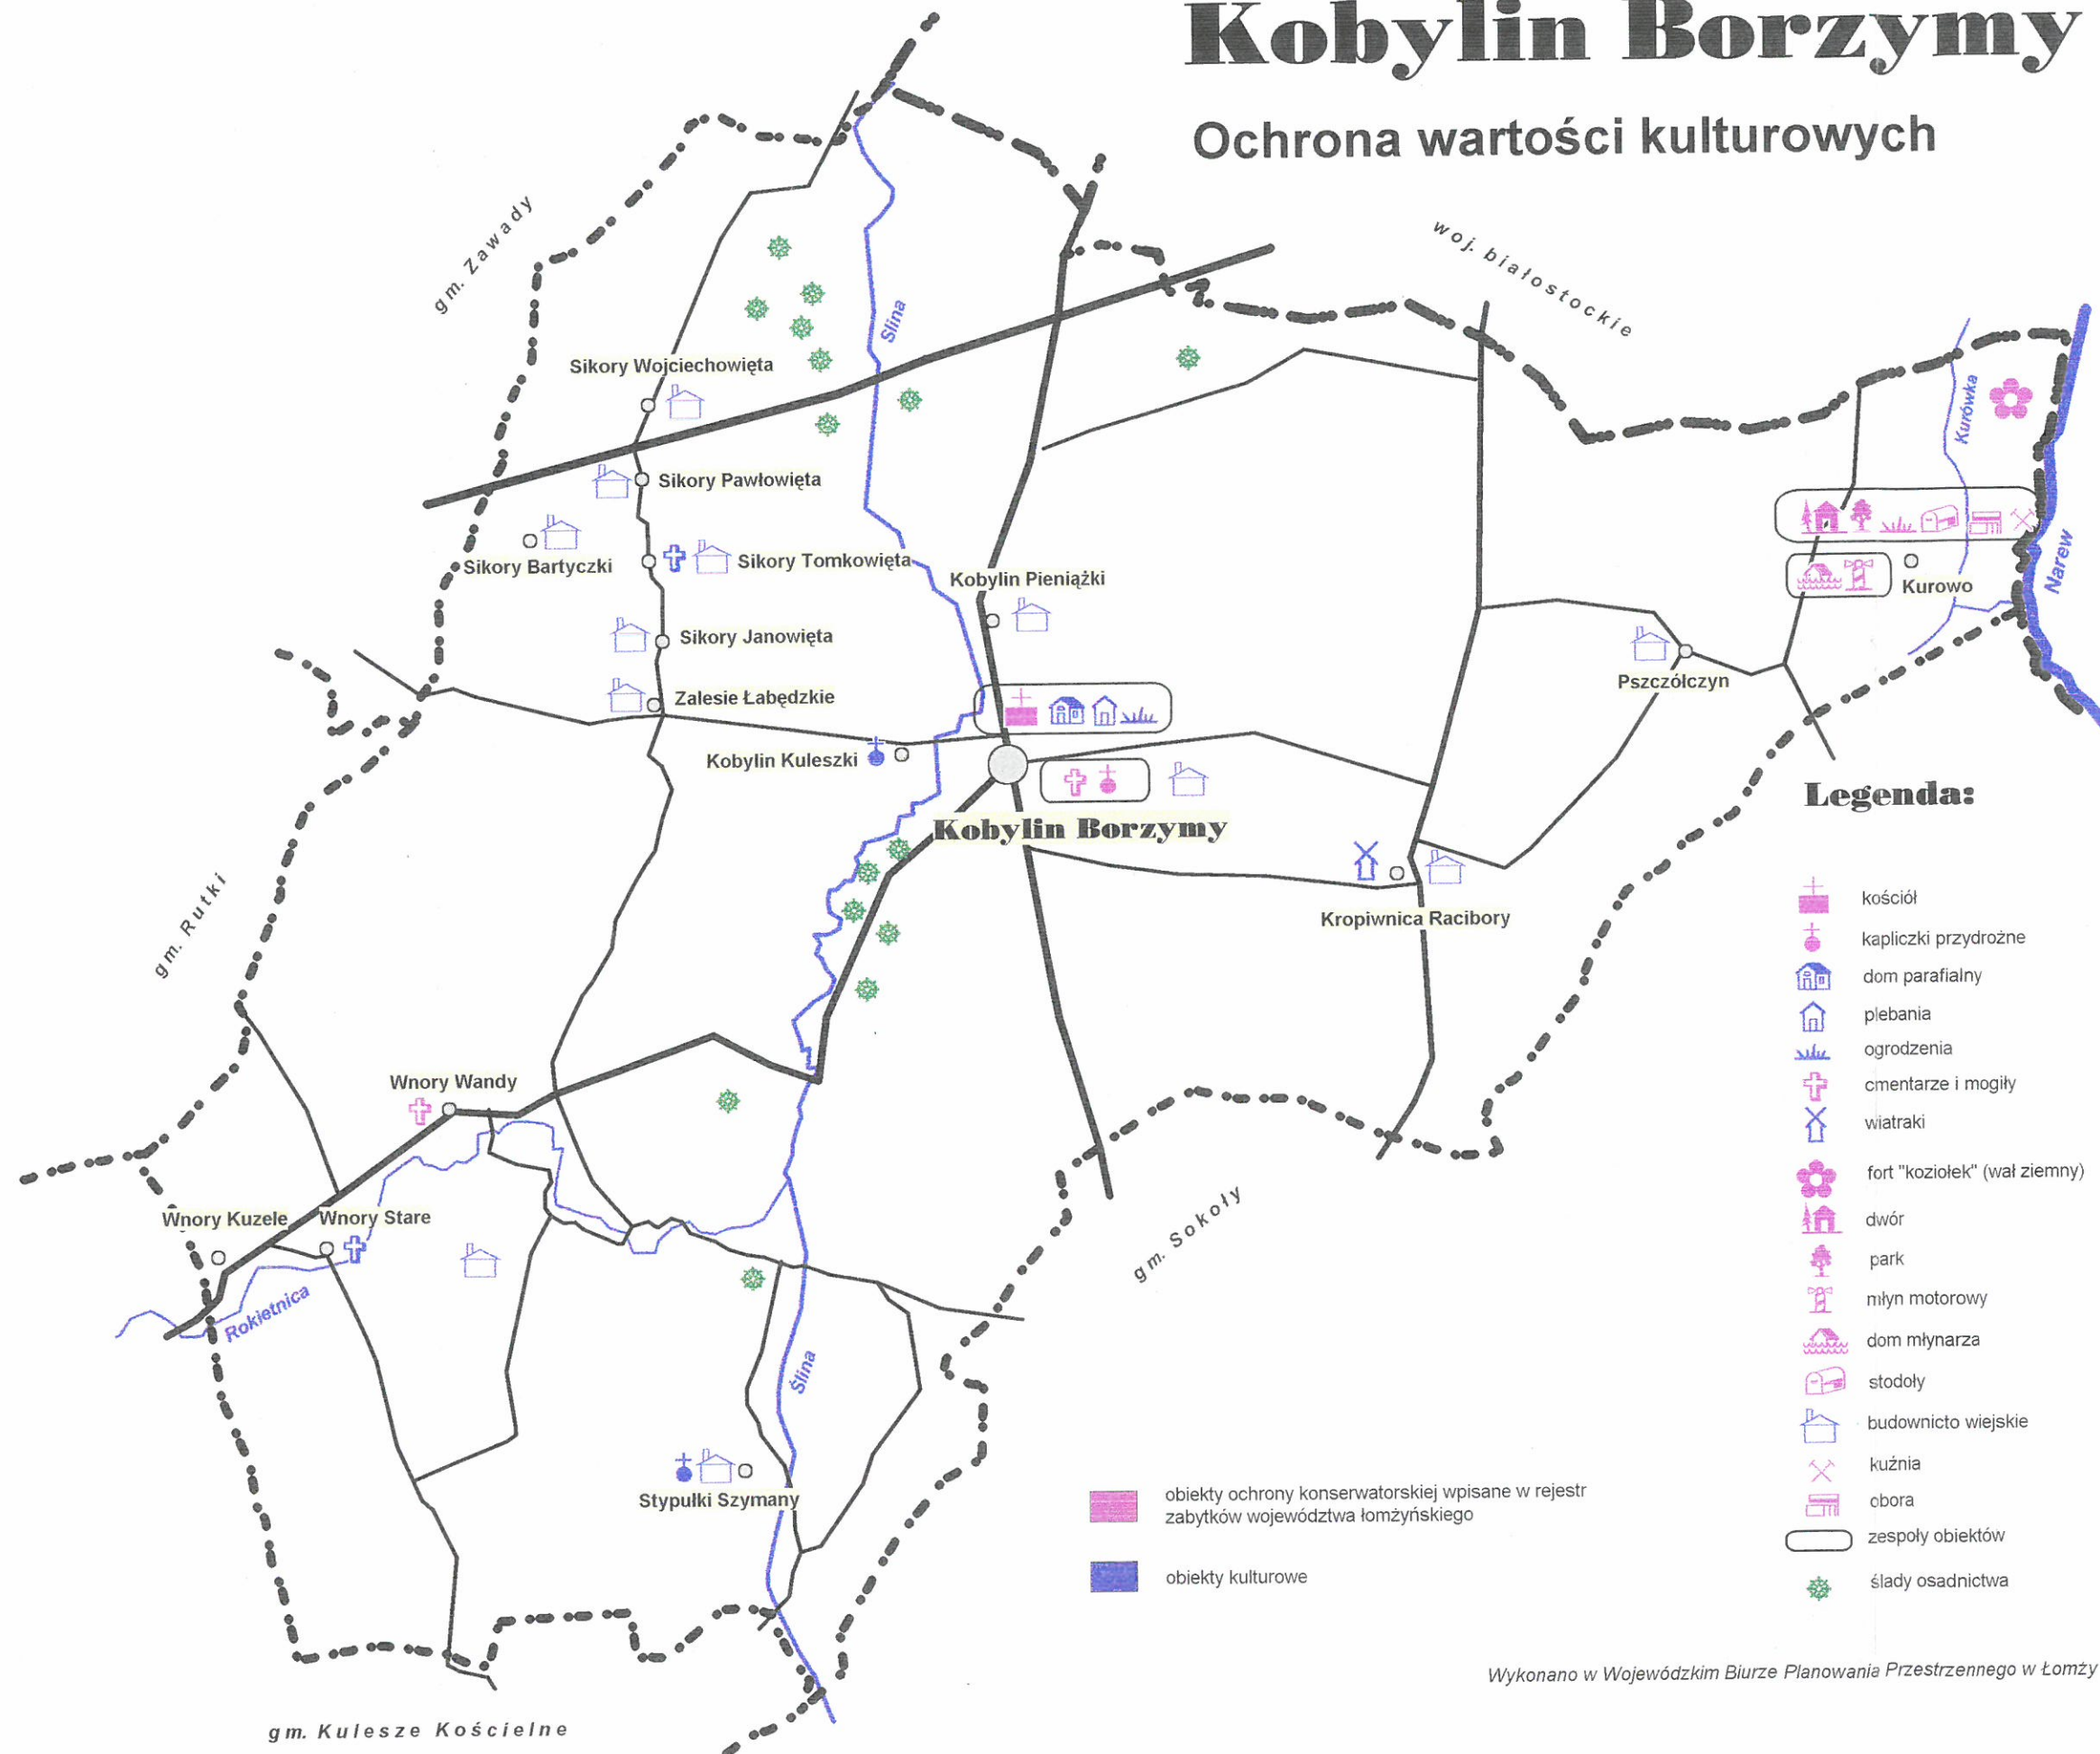 Kobylin Borzymy
Ochrona wartości kulturowych
gm. Zawady
woj. białostockie
Slina
Sikory Wojciechowięta
Kurówka
Sikory Pawłowięta
Sikory Bartyczki
Sikory Tomkowięta
Kobylin Pieniążki
Narew
Kurowo
Sikory Janowięta
Pszczółczyn
Zalesie Łabędzkie
Kobylin Kuleszki
Kobylin Borzymy
gm. Rutki
Kropiwnica Racibory
Wnory Wandy
Wnory Kuzele
Wnory Stare
gm. Sokoły
Rokietnica
Ślina
Stypułki Szymany
gm. Kulesze Kościelne
Legenda:
kościół
kapliczki przydrożne
dom parafialny
plebania
ogrodzenia
cmentarze i mogiły
wiatraki
fort "koziołek" (wał ziemny)
dwór
park
młyn motorowy
dom młynarza
stodoły
budownicto wiejskie
kuźnia
obora
zespoły obiektów
ślady osadnictwa
obiekty ochrony konserwatorskiej wpisane w rejestr
zabytków województwa łomżyńskiego
obiekty kulturowe
Wykonano w Wojewódzkim Biurze Planowania Przestrzennego w Łomży